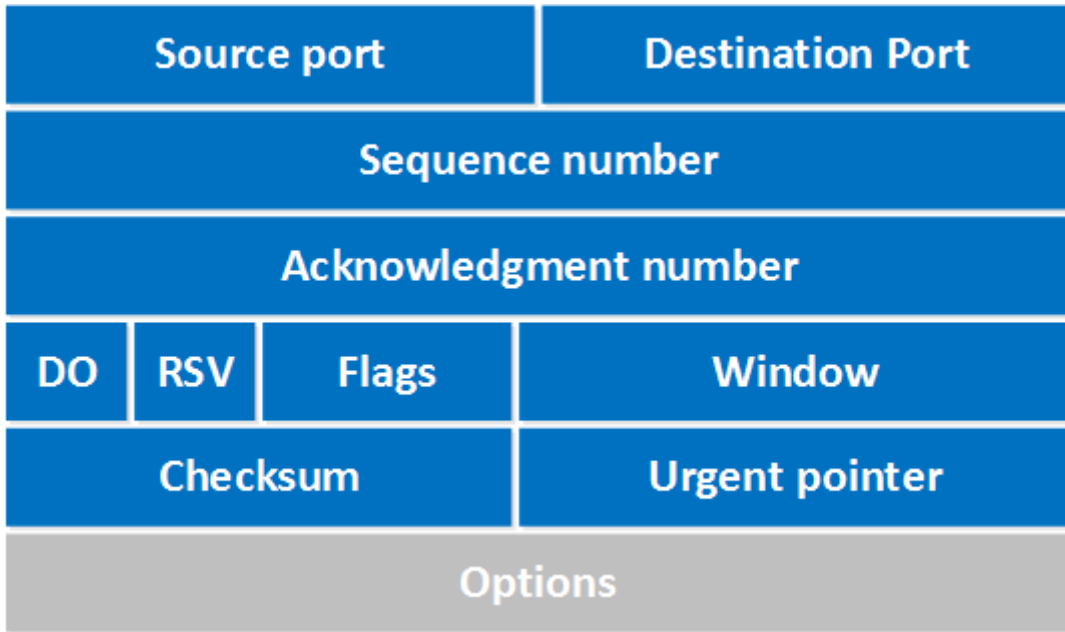 Source port Destination Port
Sequence number
Acknowledgment number
DO RSV Flags Window
Checksum Urgent pointer
Options